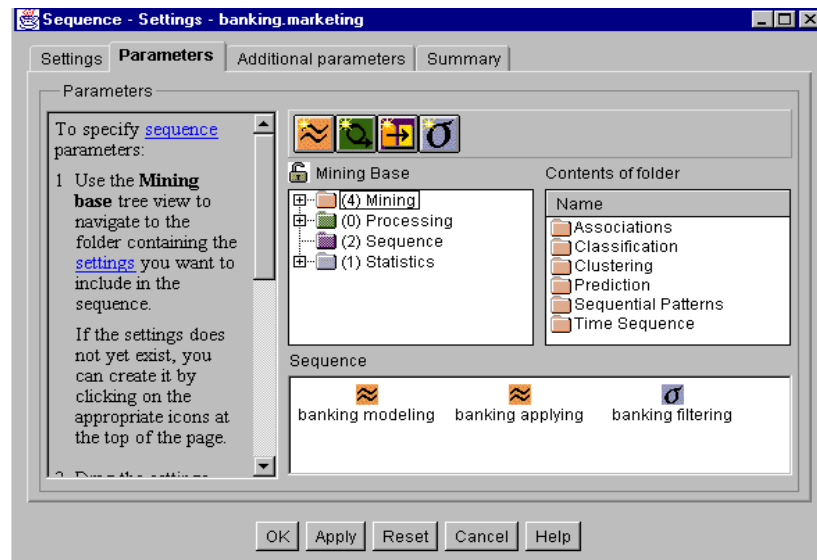 Sequence - Settings - banking.marketing
Settings Parameters Additional parameters Summary
Parameters
To specify sequence
parameters:
1 Use the Mining
base tree view to
navigate to the
folder containing the
settings you want to
include in the
sequence.
If the settings does
not yet exist, you
can create it by
clicking on the
appropriate icons at
the top of the page.
Mining Base
(4) Mining
(0) Processing
(2) Sequence
(1) Statistics
Contents of folder
Name
Associations
Classification
Clustering
Prediction
Sequential Patterns
Time Sequence
Sequence
banking modeling banking applying banking filtering
OK Apply Reset Cancel Help